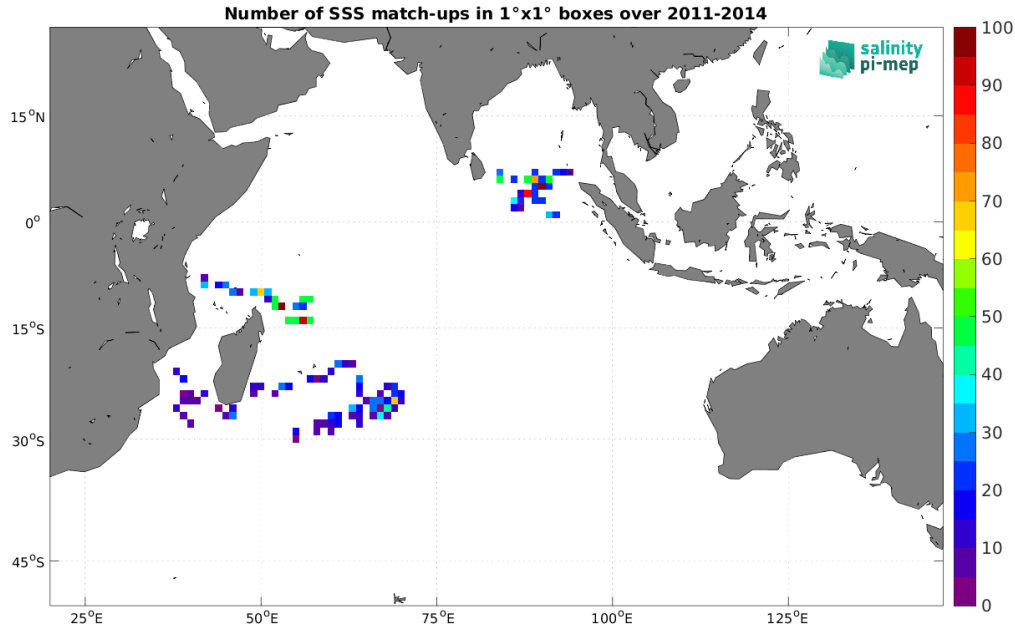 Number of SSS match-ups in 1°x1° boxes over 2011-2014
salinity
pi-mep
100
90
80
70
60
50
40
30
20
10
0
15°N
0°
15°S
30°S
45°S
25°E
50°E
75°E
100°E
125°E